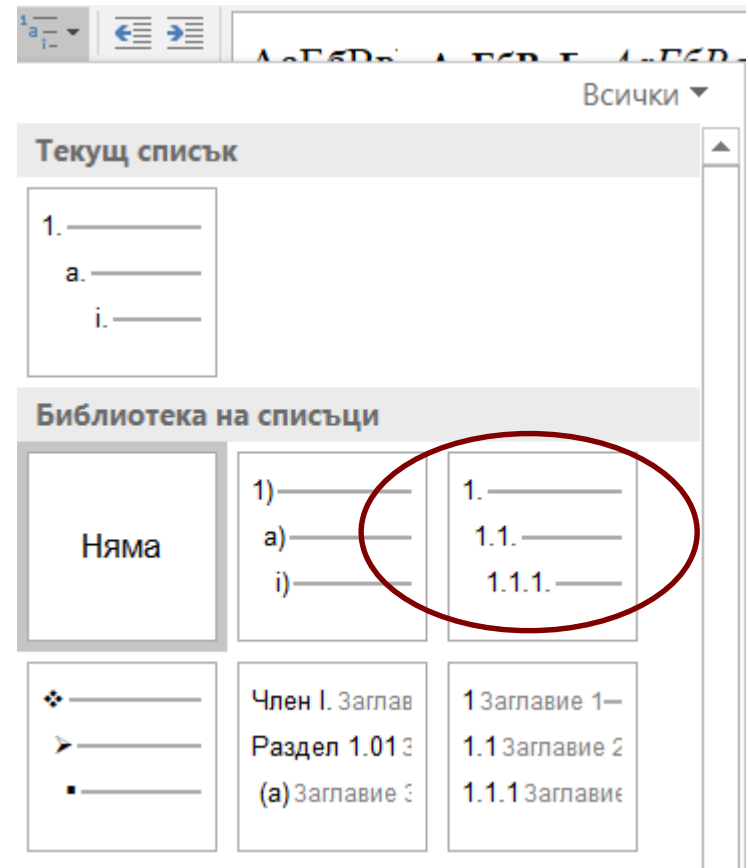 1
a
i
Всички
Текущ списък
1.
a.
i.
Библиотека на списъци
Няма
1)
a)
i)
1.
1.1.
1.1.1.
Член I. Заглав
Раздел 1.01
(a) Заглавие
1 Заглавие 1
1.1 Заглавие 2
1.1.1 Заглавие